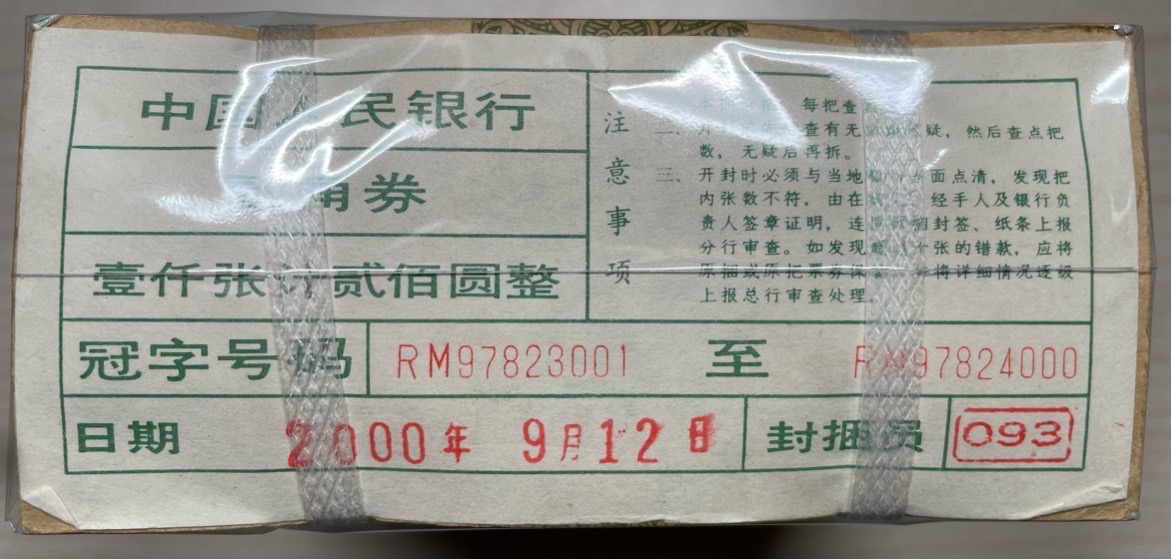 中国人民银行
角券
壹仟张计贰佰圆整
注意事项
每把查
二、开 查有无 疑，然后查点把
数，无疑后再拆。
三、开封时必须与当地 面点清，发现把
内张数不符，由在 经手人及银行负
责人签章证明，连 封签、纸条上报
分行审查。如发现 张的错款，应将
原捆或原把票券保 将详细情况逐级
上报总行审查处理。
冠字号码 RM97823001 至 RM97824000
日期 2000年 9月12日 封捆员 093